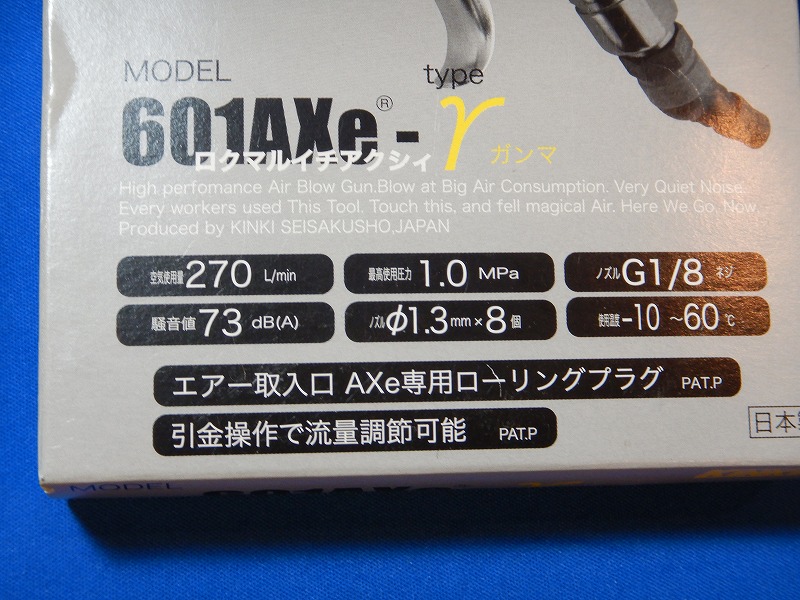 MODEL
type
601AXe® - γ
ロクマルイチアクシィ ガンマ
High perfomance Air Blow Gun.Blow at Big Air Consumption. Very Quiet Noise.
Every workers used This Tool. Touch this, and fell magical Air. Here We Go. Now.
Produced by KINKI SEISAKUSHO.JAPAN
空気使用量 270 L/min 最高使用圧力 1.0 MPa ノズル G1/8 ネジ
騒音値 73 dB(A) ノズル φ1.3 mm × 8 個 使用温度 -10 ~60 ℃
エアー取入口 AXe専用ローリングプラグ PAT.P
引金操作で流量調節可能 PAT.P
日本
MODEL